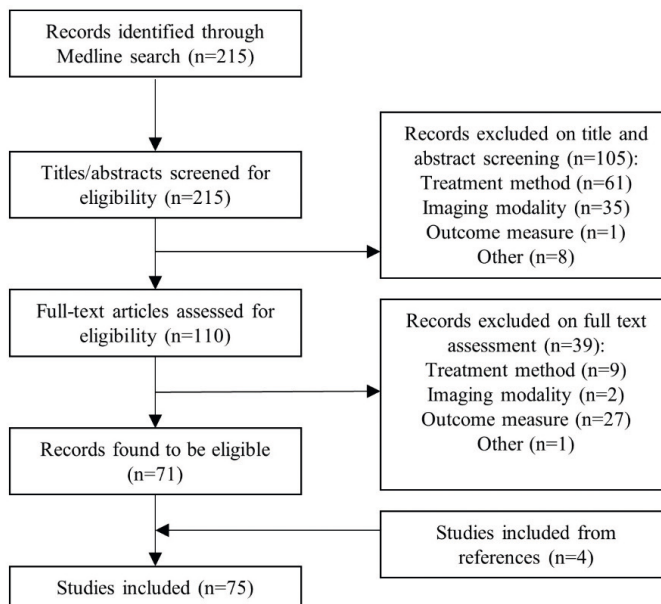 Records identified through
Medline search (n=215)
Titles/abstracts screened for
eligibility (n=215)
Records excluded on title and
abstract screening (n=105):
Treatment method (n=61)
Imaging modality (n=35)
Outcome measure (n=1)
Other (n=8)
Full-text articles assessed for
eligibility (n=110)
Records excluded on full text
assessment (n=39):
Treatment method (n=9)
Imaging modality (n=2)
Outcome measure (n=27)
Other (n=1)
Records found to be eligible
(n=71)
Studies included from
references (n=4)
Studies included (n=75)